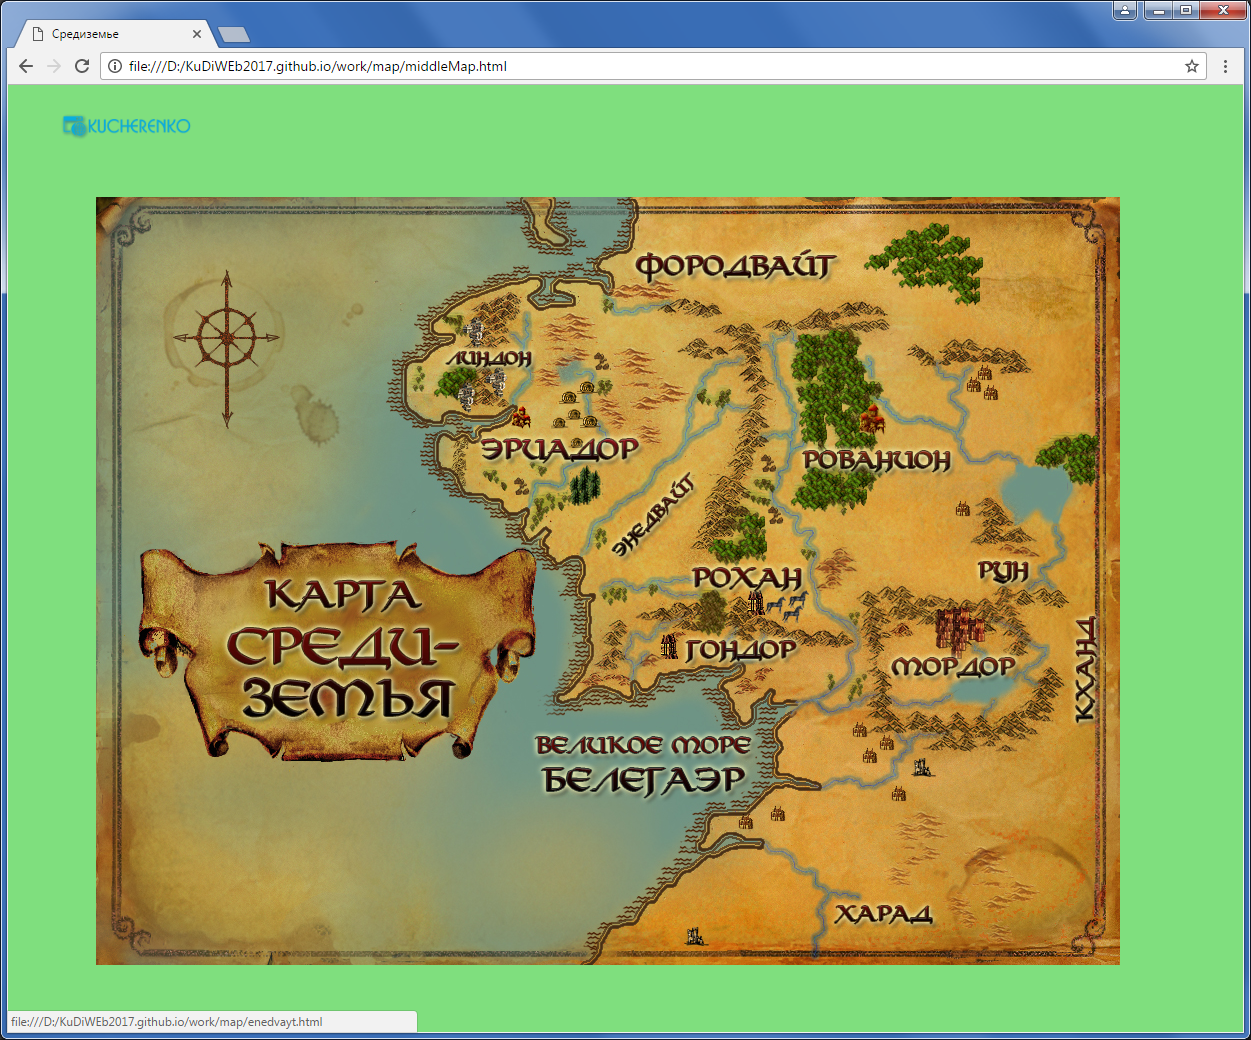 Средиземье
file:///D:/KuDiWEb2017.github.io/work/map/middleMap.html
KUCHERENKO
ФОРОДВАЙТ
ЛИНДОН
ЭРИАДОР
РОВАНИОН
ЭНЕДВАЙТ
РОХАН
РУН
ГОНДОР
МОРДОР
КХАНД
КАРТА
СРЕДИ-
ЗЕМЬЯ
ВЕЛИКОЕ МОРЕ
БЕЛЕГАЭР
ХАРАД
file:///D:/KuDiWEb2017.github.io/work/map/enedvayt.html